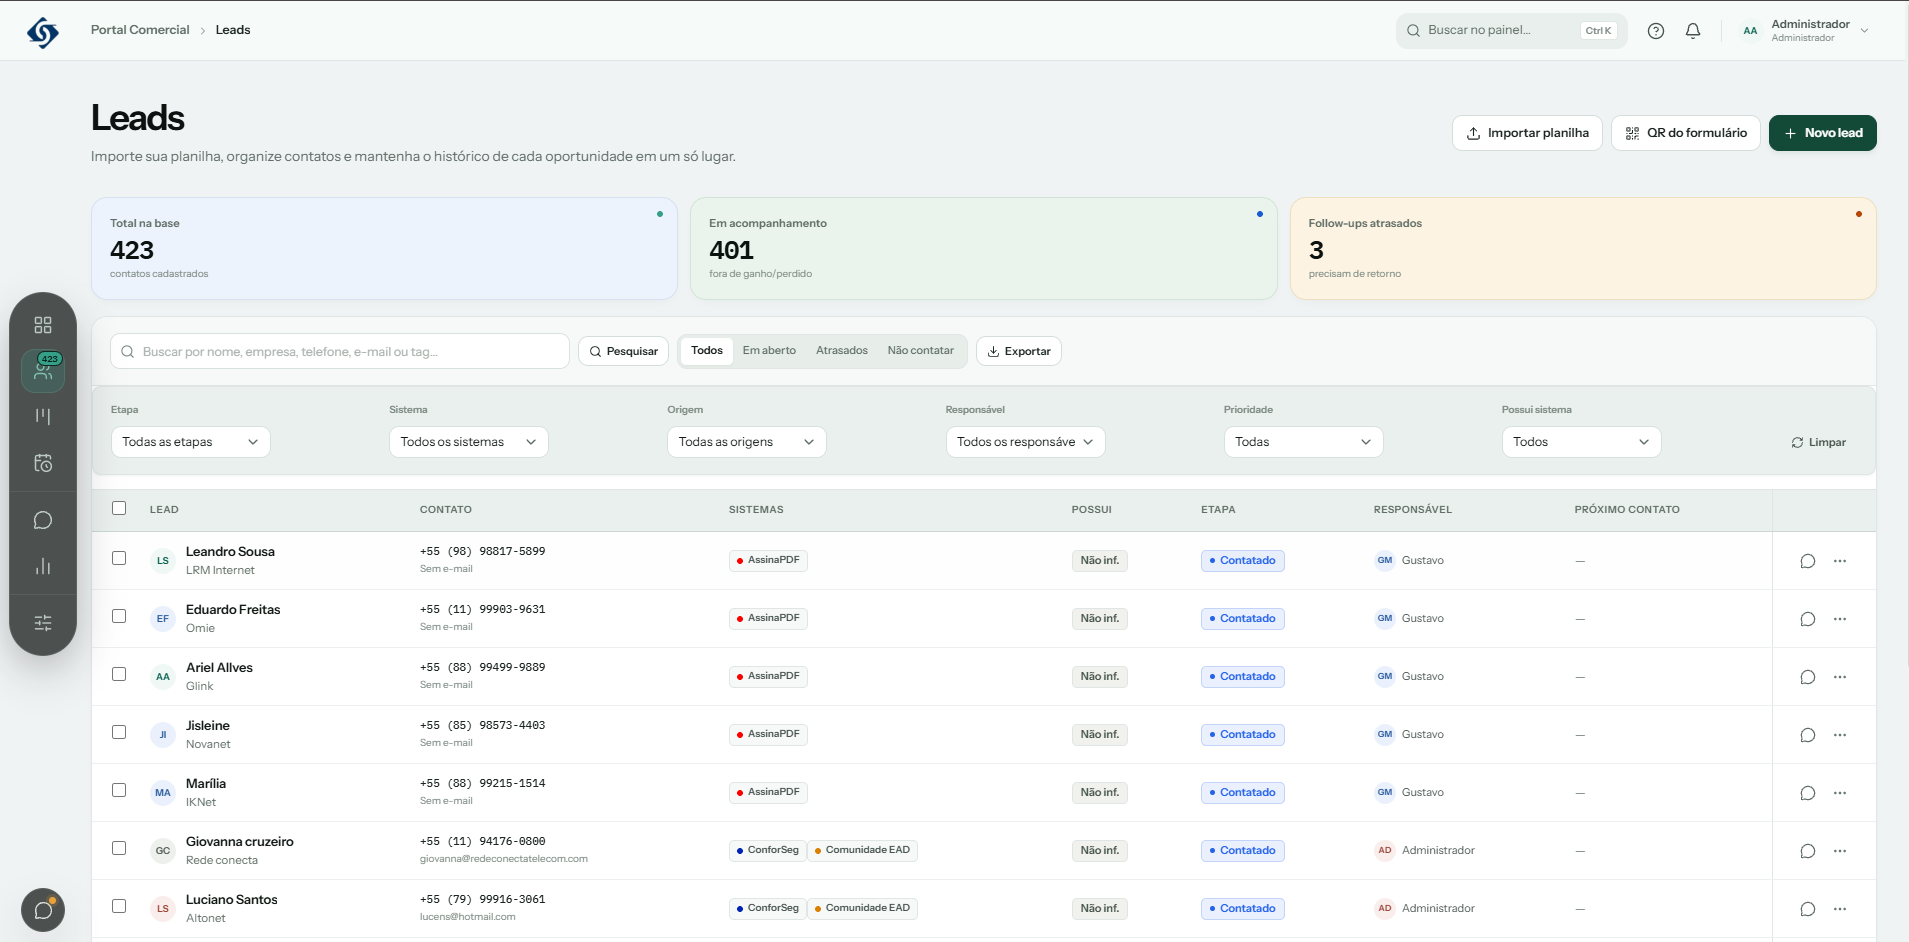 Portal Comercial > Leads
Buscar no painel...
Ctrl K
AA
Administrador
Administrador
Leads
Importe sua planilha, organize contatos e mantenha o histórico de cada oportunidade em um só lugar.
Importar planilha
QR do formulário
+ Novo lead
Total na base
423
contatos cadastrados
Em acompanhamento
401
fora de ganho/perdido
Follow-ups atrasados
3
precisam de retorno
423
Buscar por nome, empresa, telefone, e-mail ou tag...
Pesquisar
Todos
Em aberto
Atrasados
Não contatar
Exportar
Etapa
Sistema
Origem
Responsável
Prioridade
Possui sistema
Todas as etapas
Todos os sistemas
Todas as origens
Todos os responsáve
Todas
Todos
Limpar
LEAD CONTATO SISTEMAS POSSUI ETAPA RESPONSÁVEL PRÓXIMO CONTATO
LS Leandro Sousa +55 (98) 98817-5899 AssinaPDF Não inf. Contatado GM Gustavo —
LRM Internet Sem e-mail
EF Eduardo Freitas +55 (11) 99903-9631 AssinaPDF Não inf. Contatado GM Gustavo —
Omie Sem e-mail
AA Ariel Allves +55 (88) 99499-9889 AssinaPDF Não inf. Contatado GM Gustavo —
Glink Sem e-mail
JI Jisleine +55 (85) 98573-4403 AssinaPDF Não inf. Contatado GM Gustavo —
Novanet Sem e-mail
MA Marília +55 (88) 99215-1514 AssinaPDF Não inf. Contatado GM Gustavo —
IKNet Sem e-mail
GC Giovanna cruzeiro +55 (11) 94176-0800 ConforSeg Comunidade EAD Não inf. Contatado AD Administrador —
Rede conecta giovanna@redeconectatelecom.com
LS Luciano Santos +55 (79) 99916-3061 ConforSeg Comunidade EAD Não inf. Contatado AD Administrador —
Altonet lucens@hotmail.com